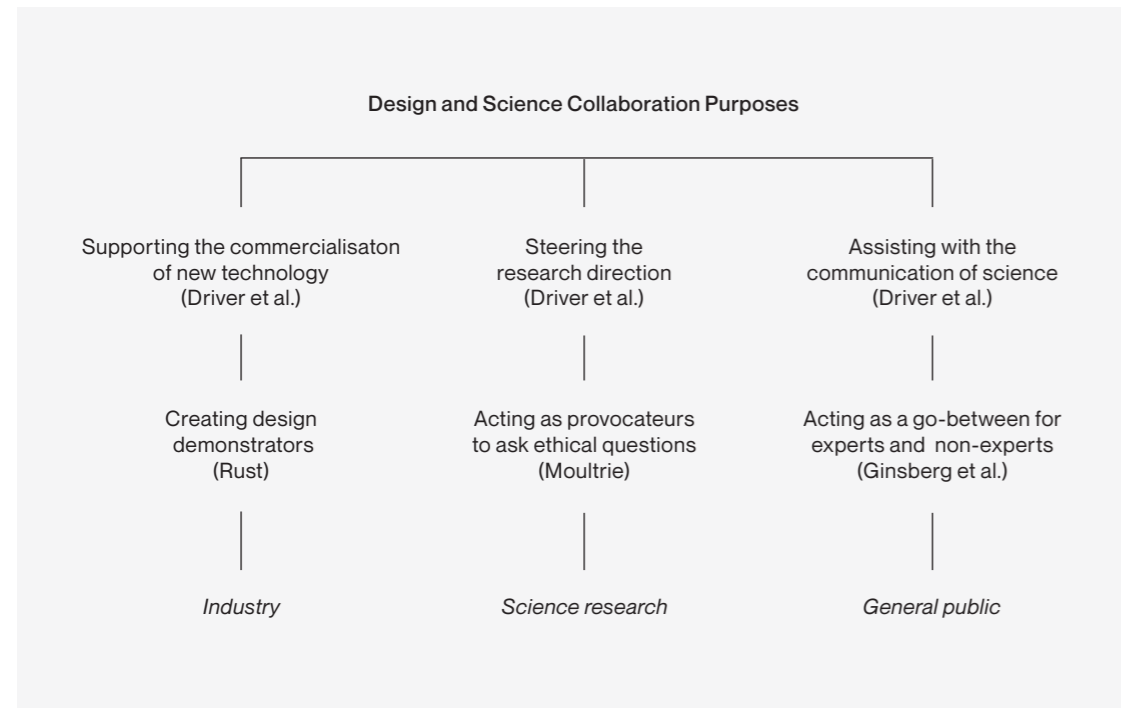 Design and Science Collaboration Purposes
Supporting the commercialisaton
of new technology
(Driver et al.)
Steering the
research direction
(Driver et al.)
Assisting with the
communication of science
(Driver et al.)
Creating design
demonstrators
(Rust)
Acting as provocateurs
to ask ethical questions
(Moultrie)
Acting as a go-between for
experts and  non-experts
(Ginsberg et al.)
Industry
Science research
General public